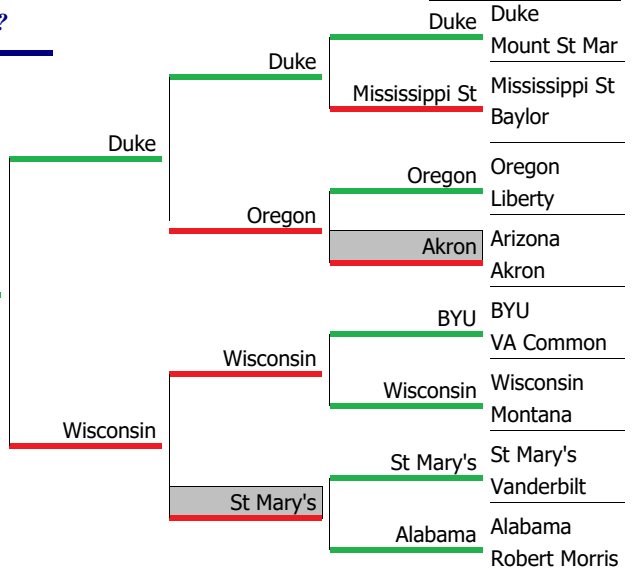 ?
Duke
Mount St Mar
Mississippi St
Baylor
Oregon
Liberty
Arizona
Akron
BYU
VA Common
Wisconsin
Montana
St Mary's
Vanderbilt
Alabama
Robert Morris
Duke
Mississippi St
Oregon
Akron
BYU
Wisconsin
St Mary's
Alabama
Duke
Oregon
Wisconsin
St Mary's
Duke
Wisconsin